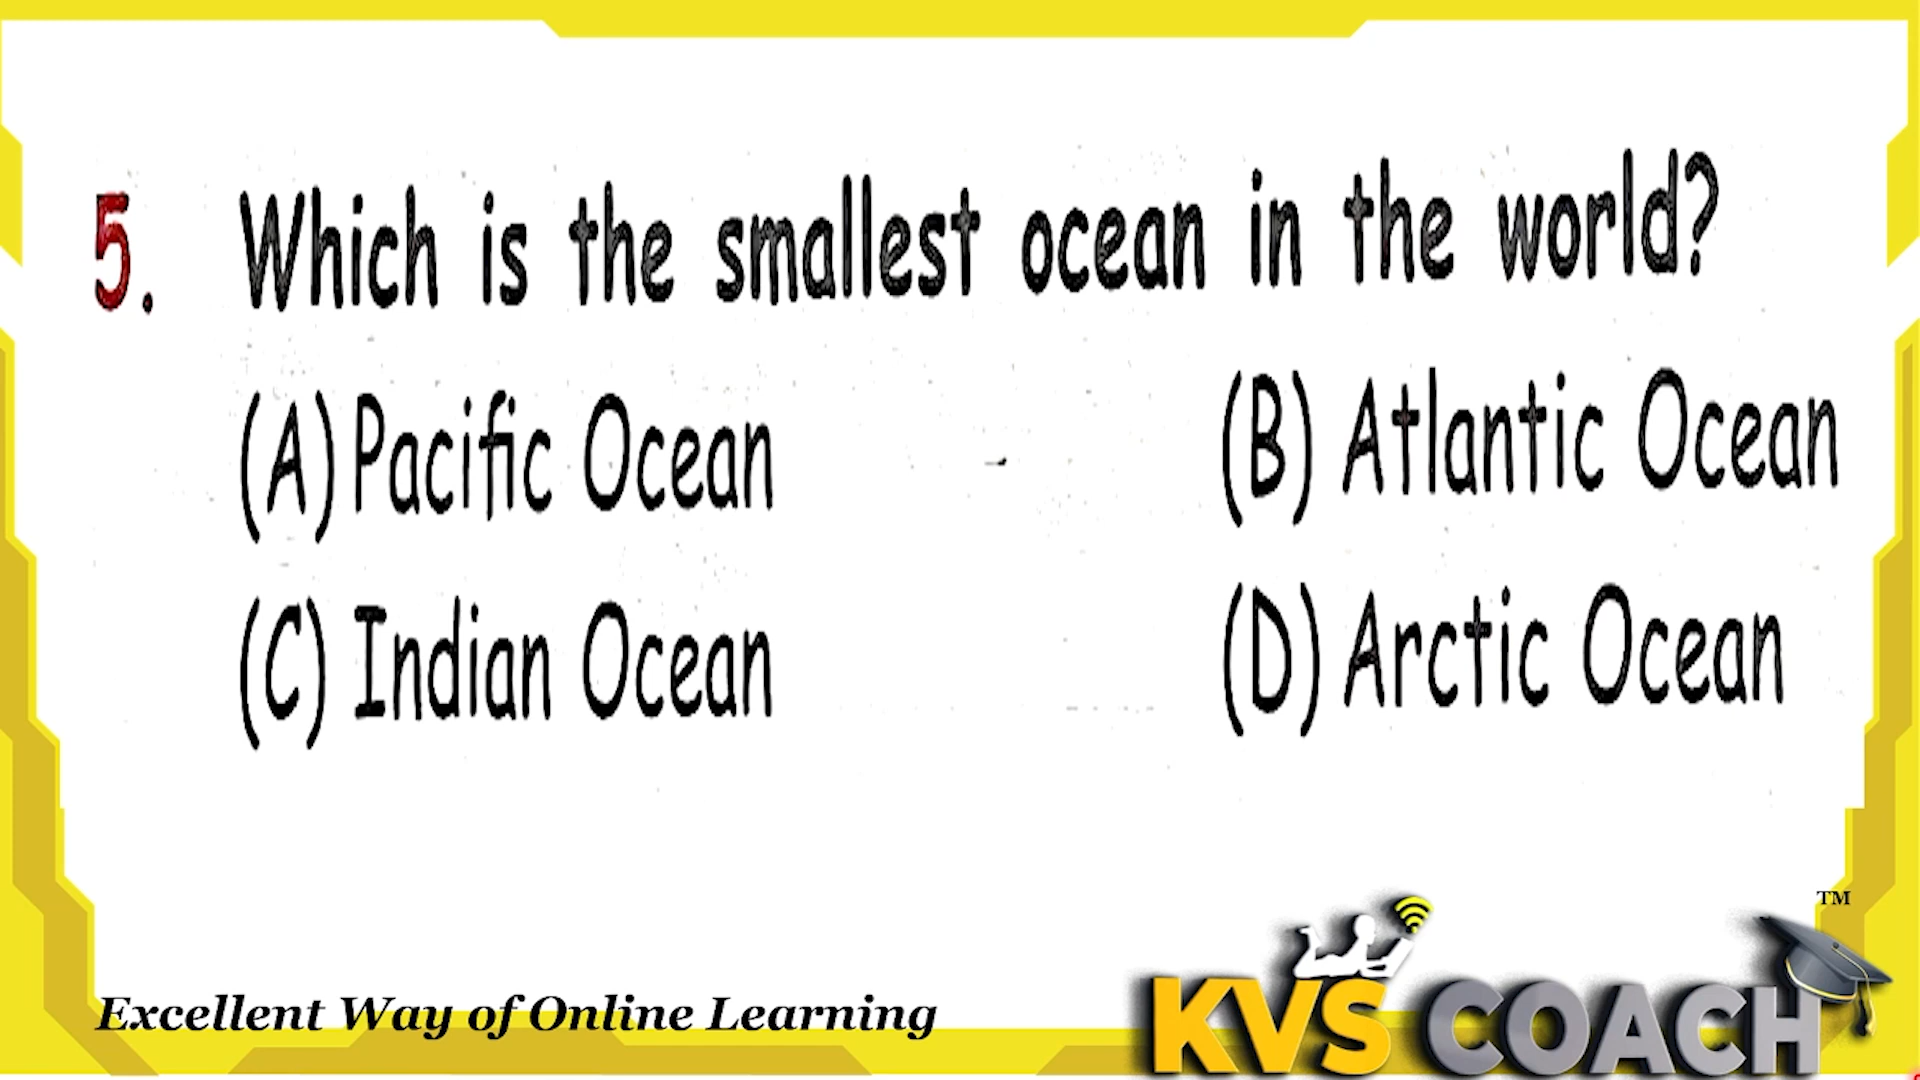 5. Which is the smallest ocean in the world?
(A) Pacific Ocean (B) Atlantic Ocean
(C) Indian Ocean (D) Arctic Ocean
TM
Excellent Way of Online Learning
KVS COACH